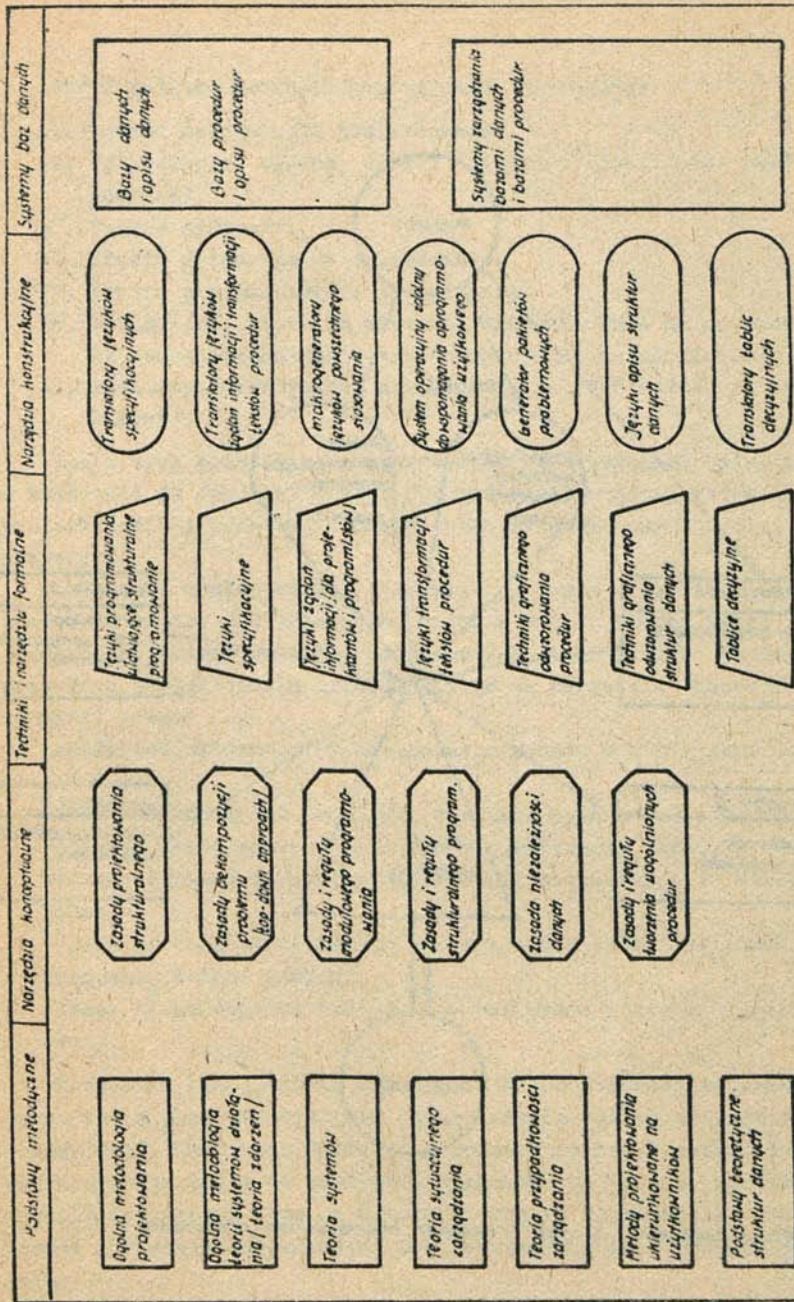 Podstawy metodyczne
Narzędzia konceptualne
Techniki i narzędzia formalne
Narzędzia konstrukcyjne
Systemy baz danych
Ogólna metodologia
projektowania
Ogólna metodologia
teorii systemów działa-
nia / teoria zdarzeń /
Teoria systemów
Teoria sytuacyjnego
zarządzania
Teoria przypadkowości
zarządzania
Metody projektowania
ukierunkowane na
użytkowników
Podstawy teoretyczne
struktur danych
Zasady projektowania
strukturalnego
Zasady dekompozycji
problemu
/top-down approach/
Zasady i reguły
modułowego programo-
wania
Zasady i reguły
strukturalnego program.
Zasada niezależności
danych
Zasady i reguły
tworzenia uogólnionych
procedur
Języki programowania
ułatwiające strukturalne
programowanie
Języki
specyfikacyjne
Języki żądań
informacji /dla proje-
ktantów i programistów/
Języki transformacji
tekstów procedur
Techniki graficznego
odwzorowania
procedur
Techniki graficznego
odwzorowania
struktur danych
Tablice decyzyjne
Translatory języków
specyfikacyjnych
Translatory języków
żądań informacji i transformacji
tekstów procedur
makrogeneratory
języków powszechnego
stosowania
System operacyjny zdolny
do wspomagania oprogramo-
wania użytkowego
Generator pakietów
problemowych
Języki opisu struktur
danych
Translatory tablic
decyzyjnych
Bazy danych
i opisu danych
Bazy procedur
i opisu procedur
Systemy zarządzania
bazami danych
i bazami procedur